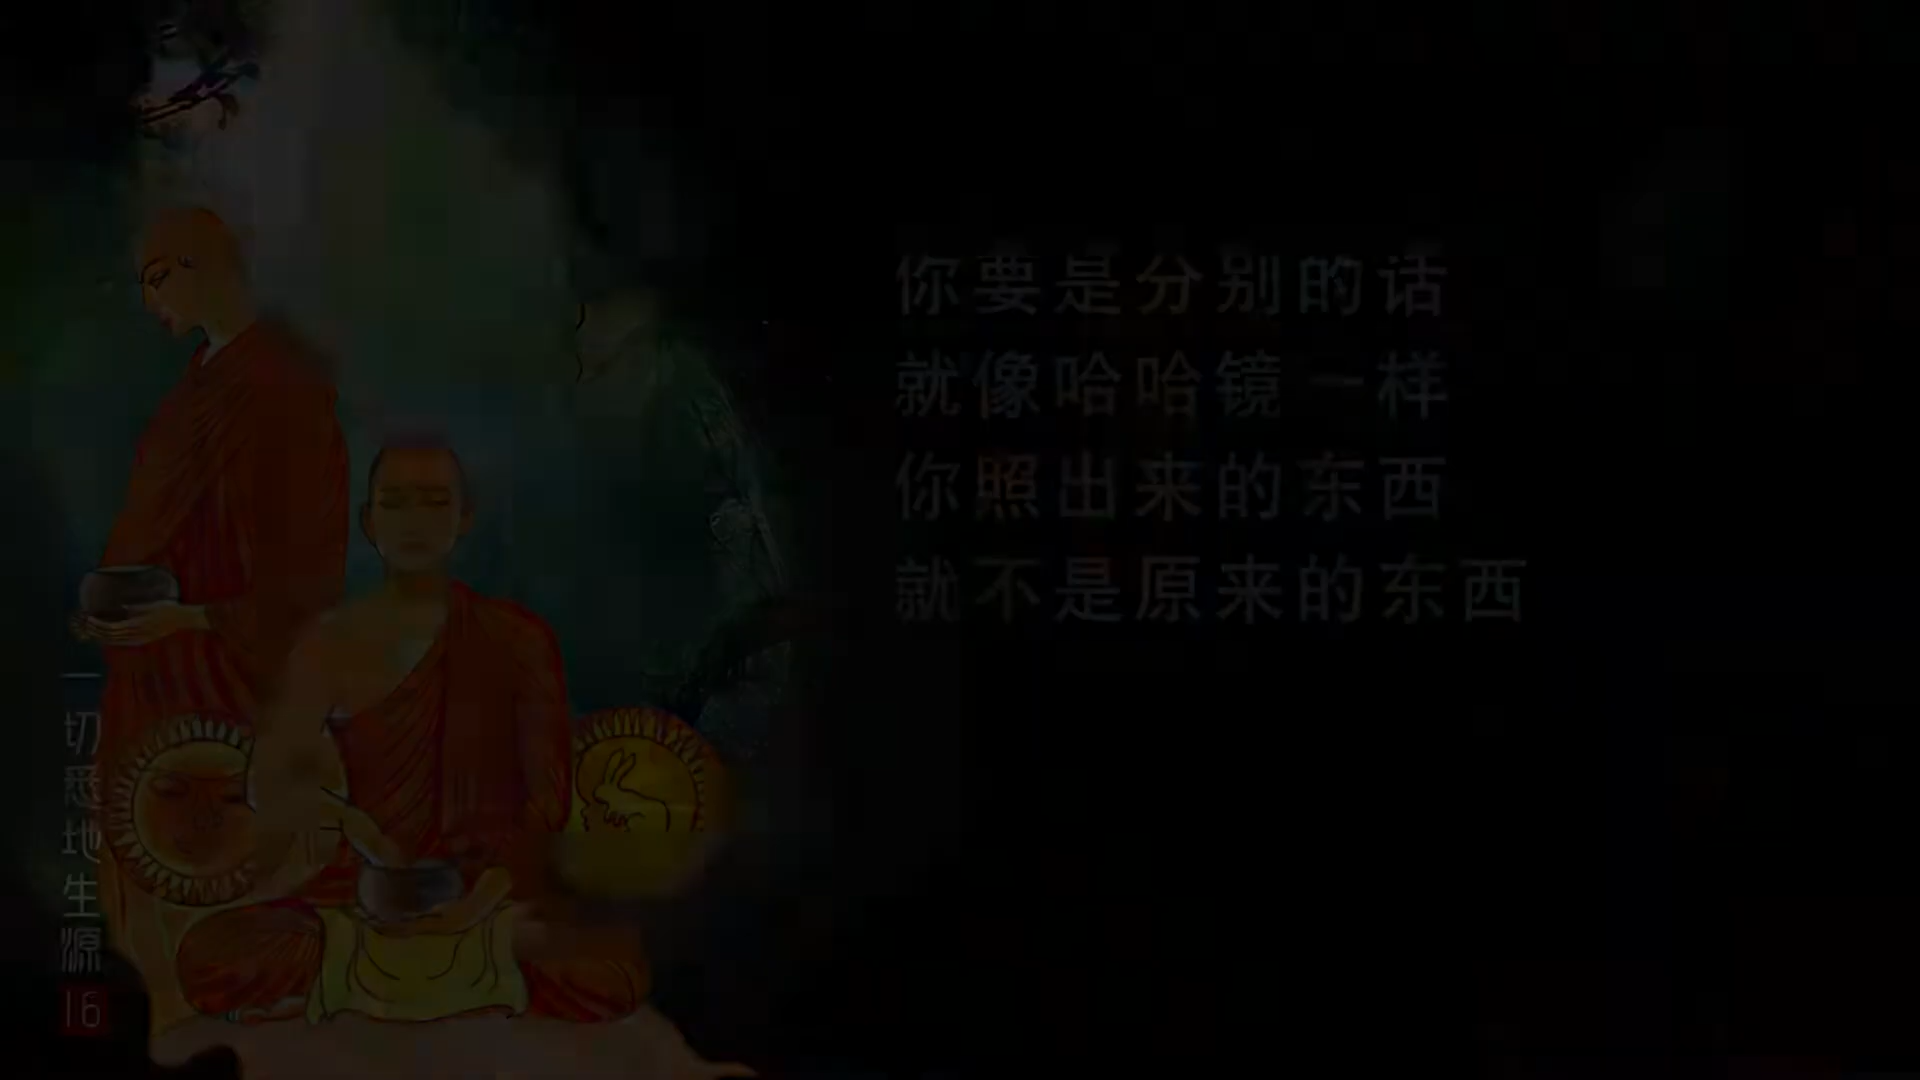 你要是分别的话
就像哈哈镜一样
你照出来的东西
就不是原来的东西
一切悉地生源
16